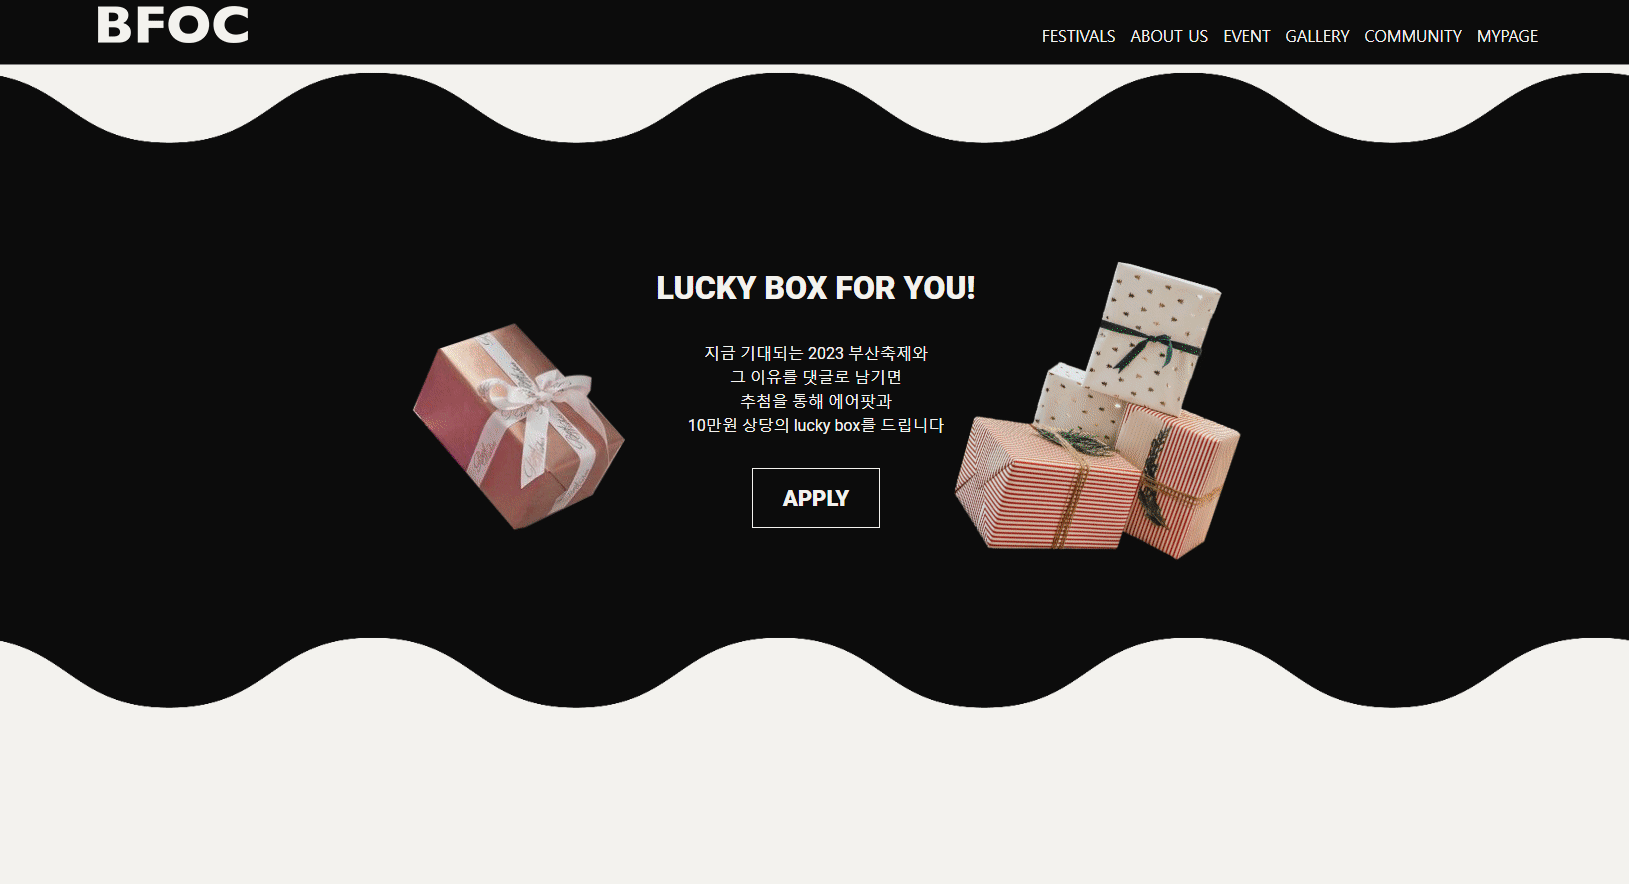 BFOC
FESTIVALS ABOUT US EVENT GALLERY COMMUNITY MYPAGE
LUCKY BOX FOR YOU!
지금 기대되는 2023 부산축제와
그 이유를 댓글로 남기면
추첨을 통해 에어팟과
10만원 상당의 lucky box를 드립니다
APPLY